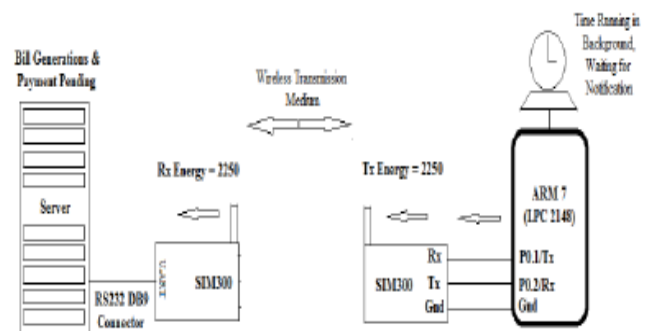 Time Running in
Background,
Waiting for
Notification
Bill Generations &
Payment Pending
Wireless Transmission
Medium
Rx Energy = 2250
Tx Energy = 2250
Server
UART
SIM300
RS232 DB9
Connector
SIM300
Rx
Tx
Gnd
ARM 7
(LPC 2148)
P0.1/Tx
P0.2/Rx
Gnd